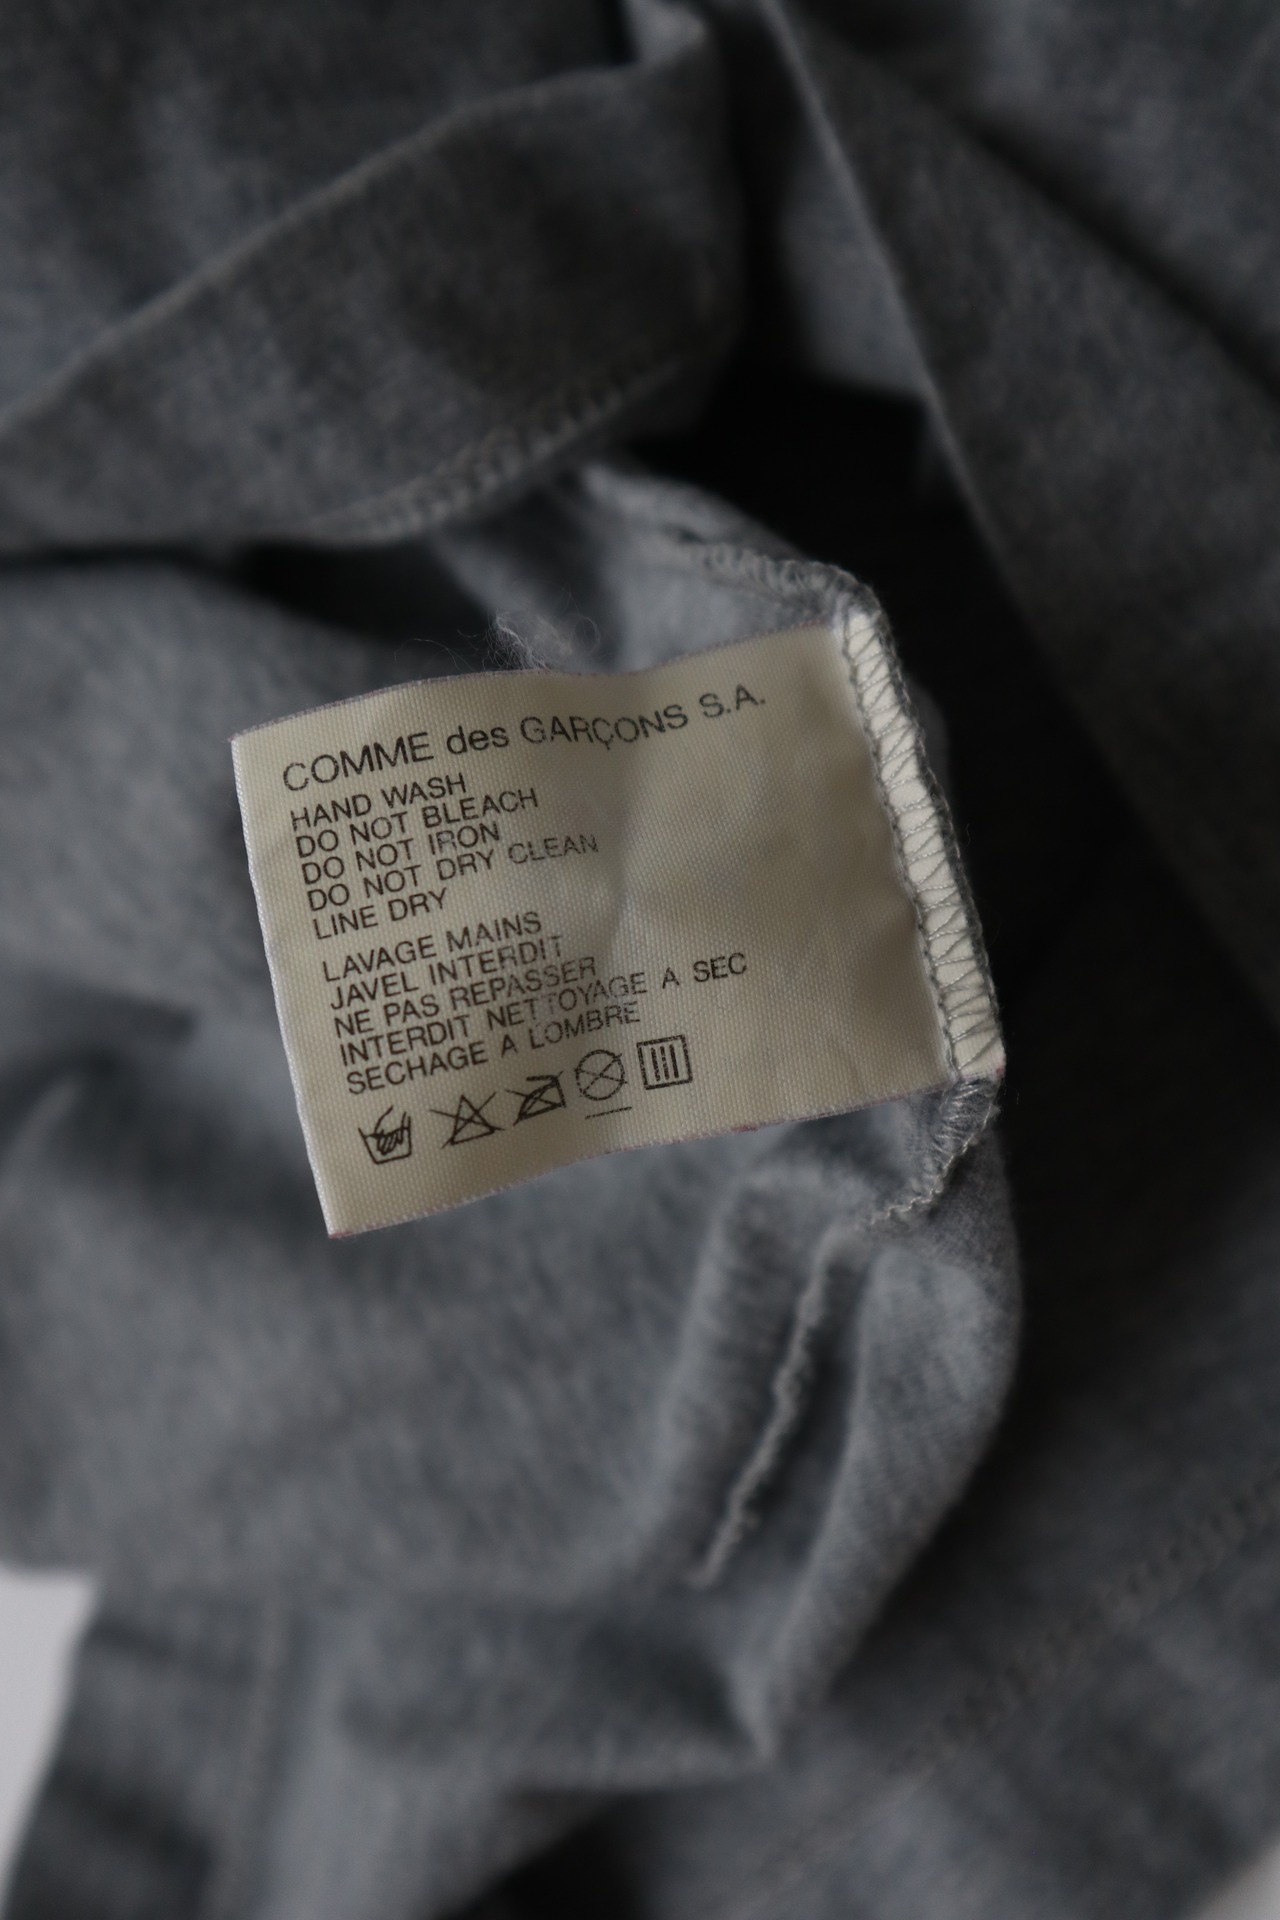 COMME des GARÇONS S.A.
HAND WASH
DO NOT BLEACH
DO NOT IRON
DO NOT DRY CLEAN
LINE DRY
LAVAGE MAINS
JAVEL INTERDIT
NE PAS REPASSER
INTERDIT NETTOYAGE A SEC
SECHAGE A LOMBRE